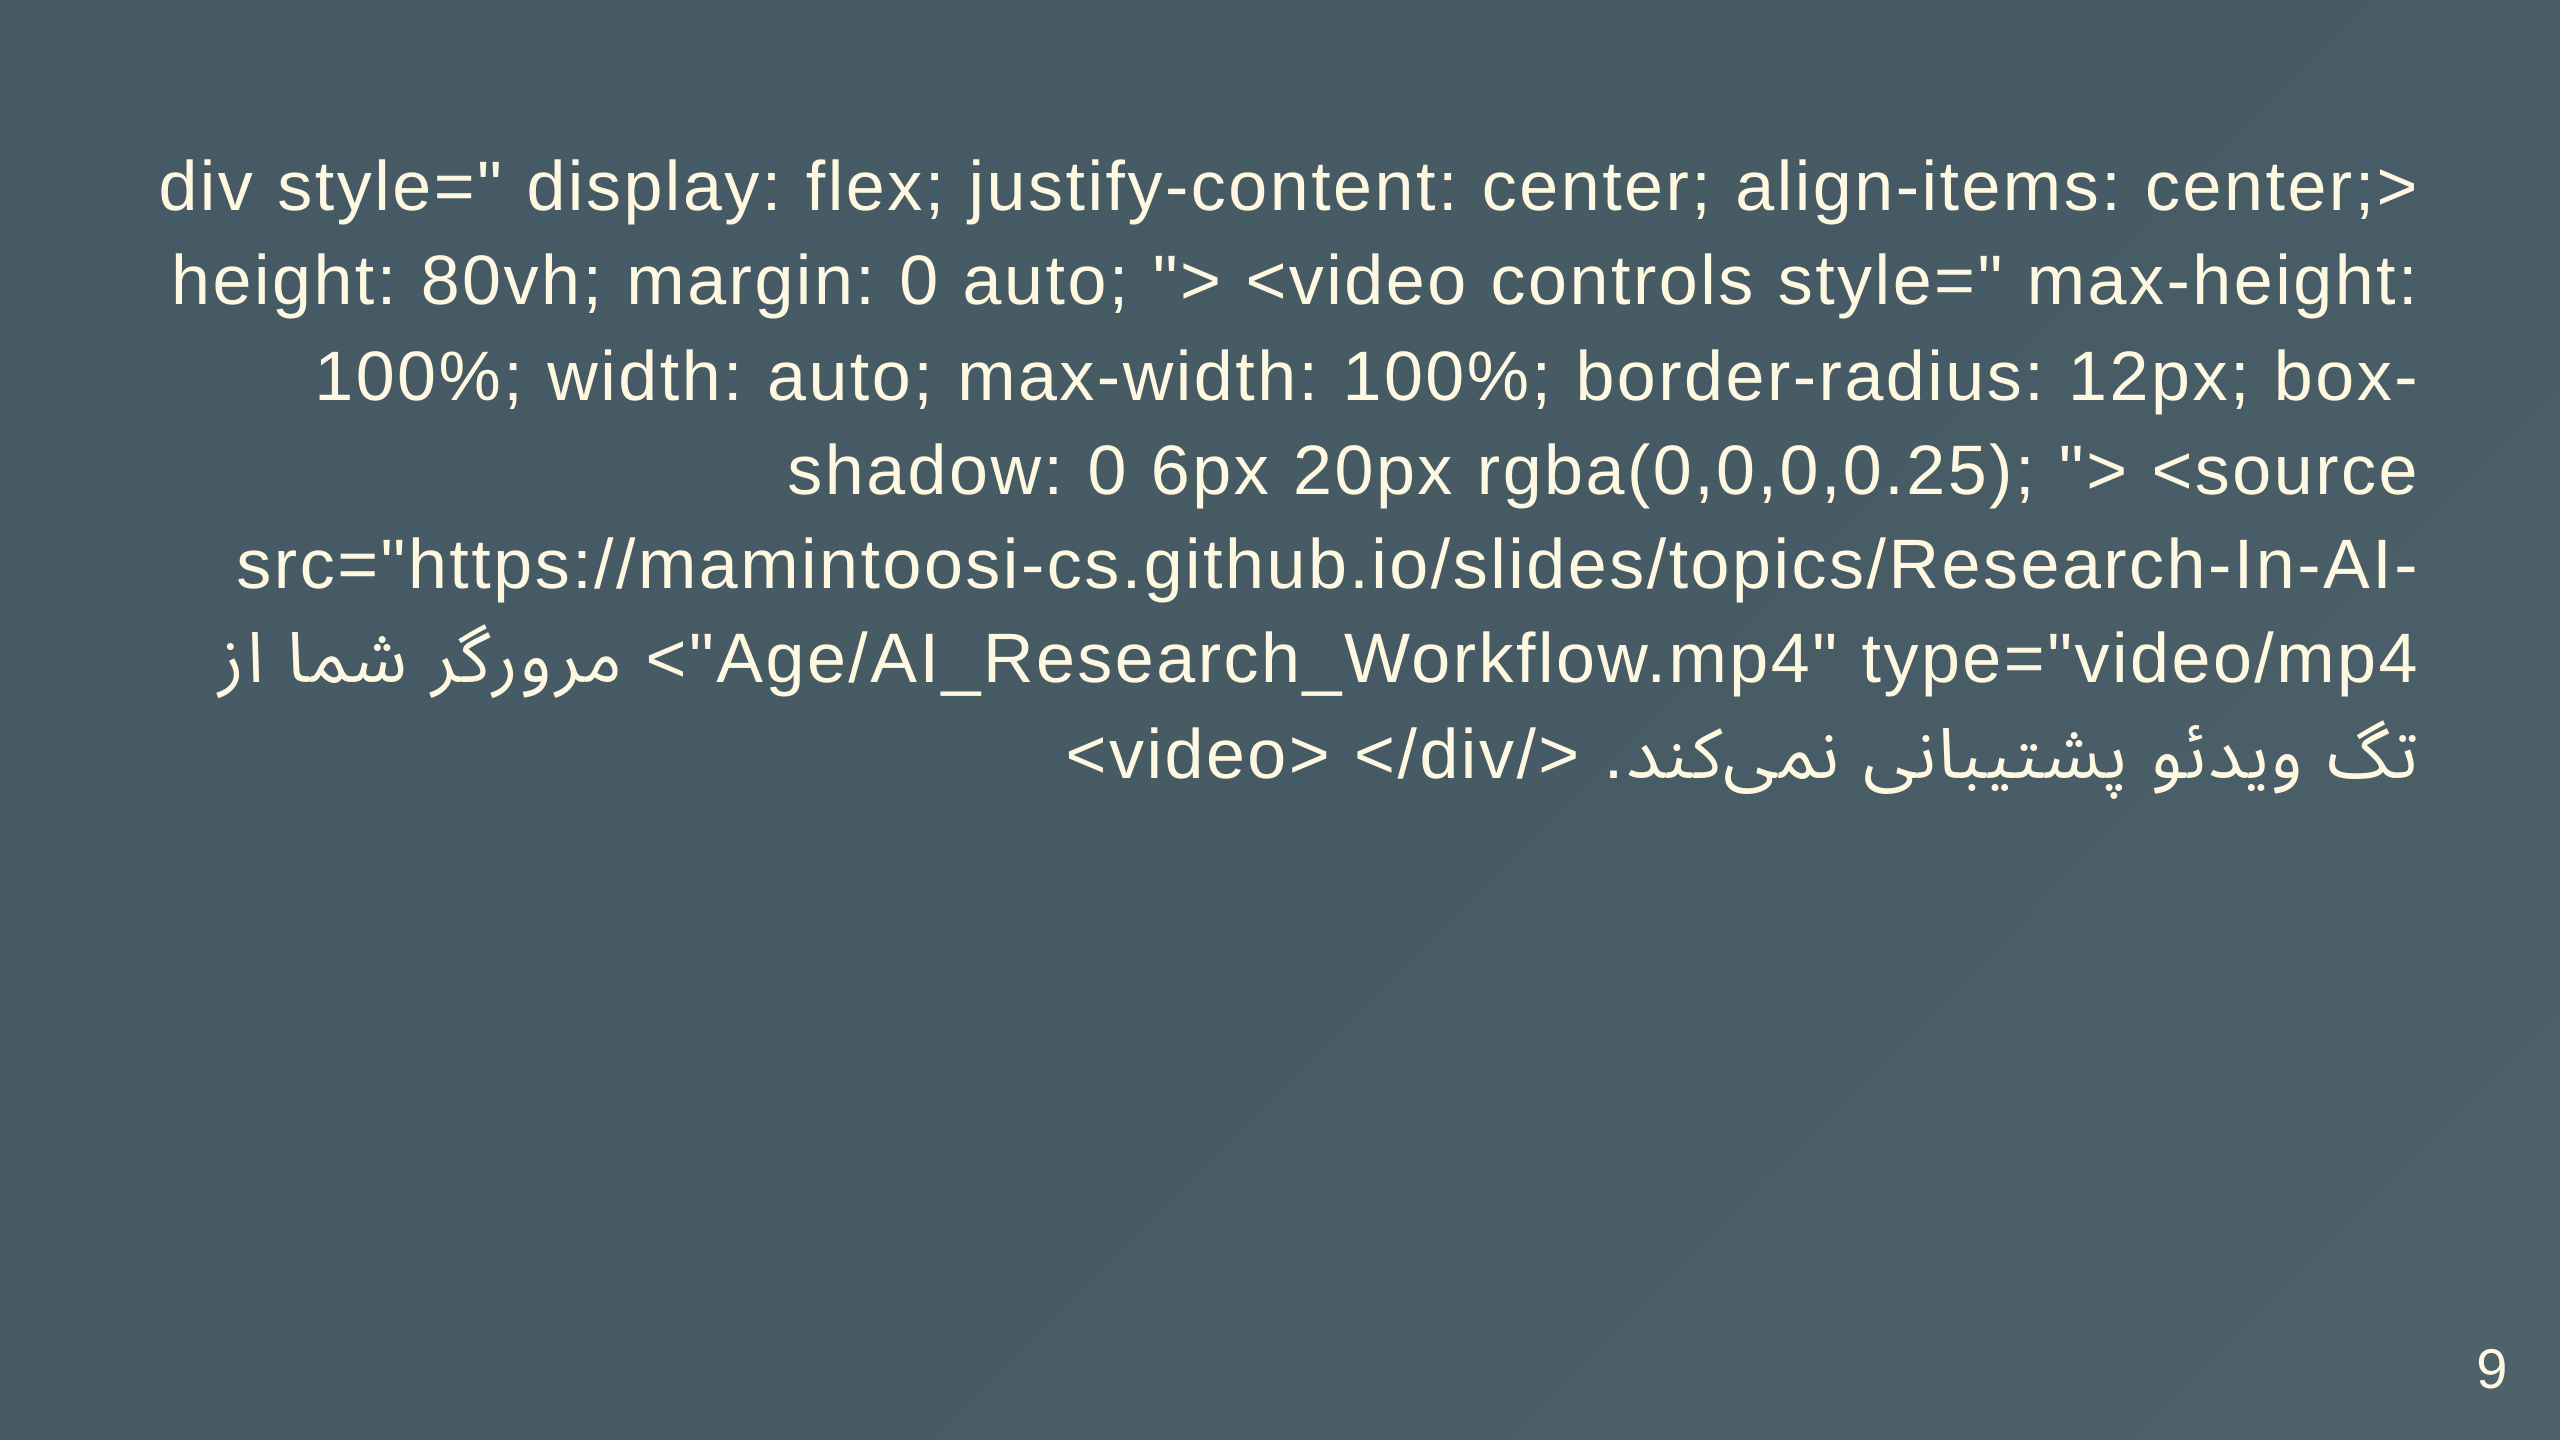 <div style=" display: flex; justify-content: center; align-items: center;
height: 80vh; margin: 0 auto; "> <video controls style=" max-height:
100%; width: auto; max-width: 100%; border-radius: 12px; box-
shadow: 0 6px 20px rgba(0,0,0,0.25); "> <source
src="https://mamintoosi-cs.github.io/slides/topics/Research-In-AI-
Age/AI_Research_Workflow.mp4" type="video/mp4"> مرورگر شما از
تگ ویدئو پشتیبانی نمی‌کند. </video> </div>
9